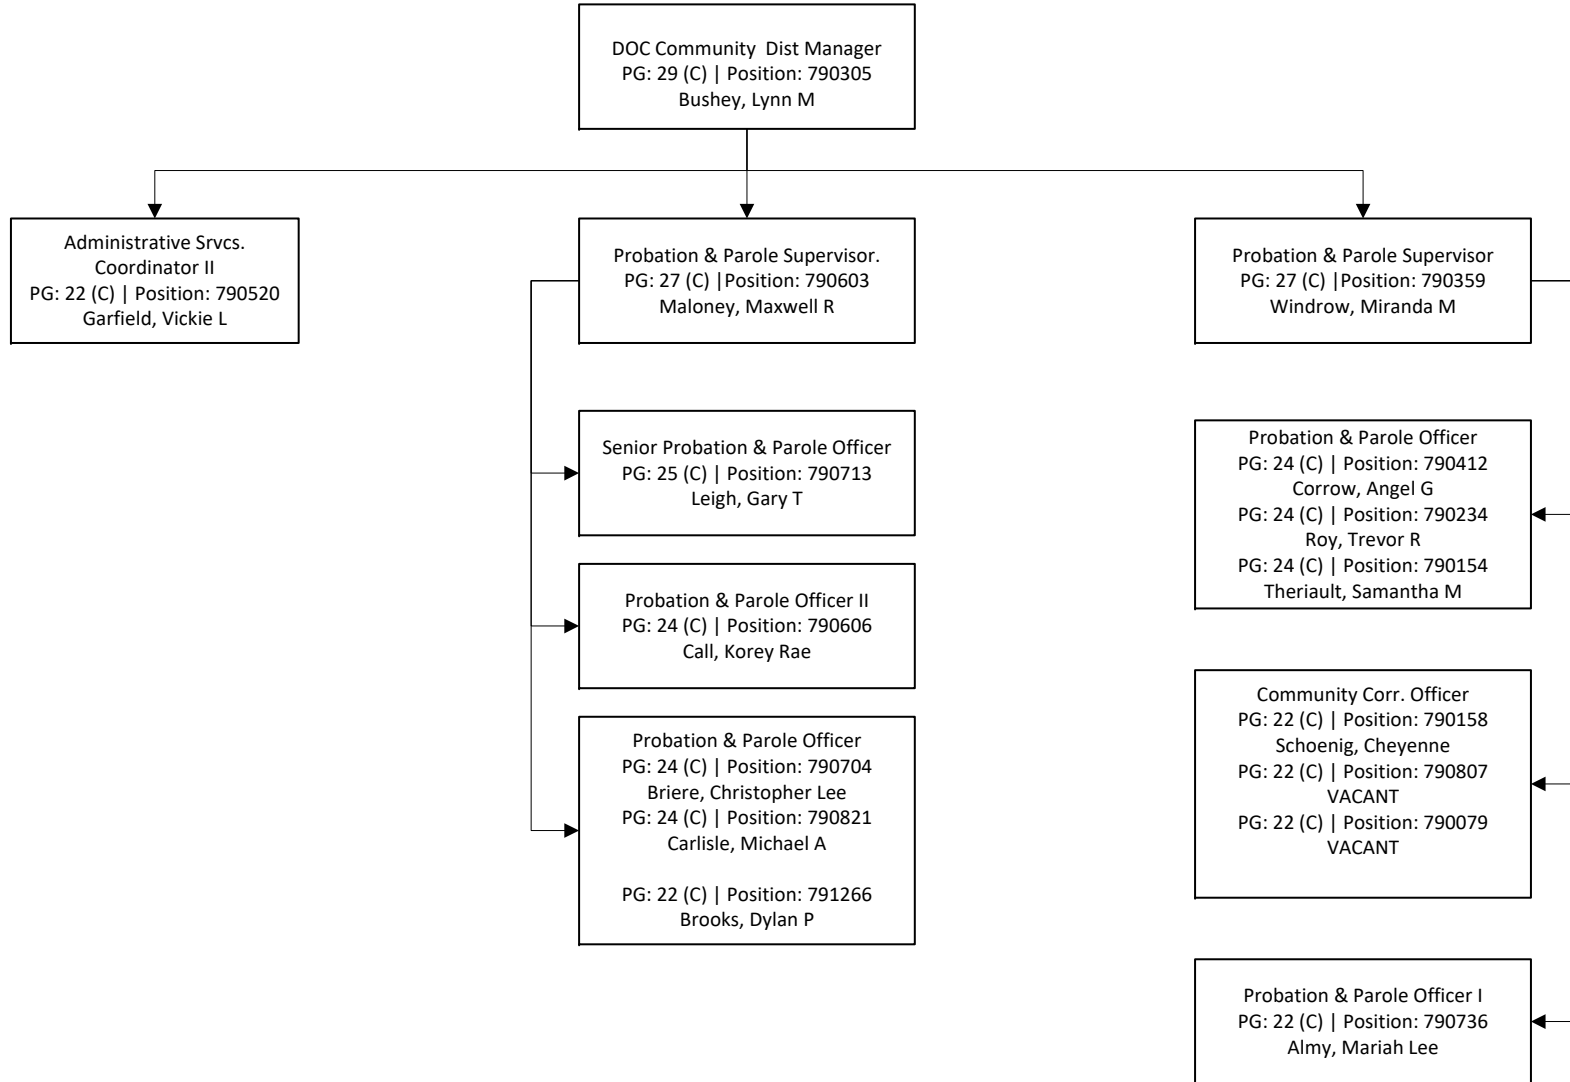 DOC Community  Dist Manager
PG: 29 (C) | Position: 790305
Bushey, Lynn M
Administrative Srvcs.
Coordinator II
PG: 22 (C) | Position: 790520
Garfield, Vickie L
Probation & Parole Supervisor.
PG: 27 (C) |Position: 790603
Maloney, Maxwell R
Probation & Parole Supervisor
PG: 27 (C) |Position: 790359
Windrow, Miranda M
Senior Probation & Parole Officer
PG: 25 (C) | Position: 790713
Leigh, Gary T
Probation & Parole Officer II
PG: 24 (C) | Position: 790606
Call, Korey Rae
Probation & Parole Officer
PG: 24 (C) | Position: 790704
Briere, Christopher Lee
PG: 24 (C) | Position: 790821
Carlisle, Michael A
PG: 22 (C) | Position: 791266
Brooks, Dylan P
Probation & Parole Officer
PG: 24 (C) | Position: 790412
Corrow, Angel G
PG: 24 (C) | Position: 790234
Roy, Trevor R
PG: 24 (C) | Position: 790154
Theriault, Samantha M
Community Corr. Officer
PG: 22 (C) | Position: 790158
Schoenig, Cheyenne
PG: 22 (C) | Position: 790807
VACANT
PG: 22 (C) | Position: 790079
VACANT
Probation & Parole Officer I
PG: 22 (C) | Position: 790736
Almy, Mariah Lee